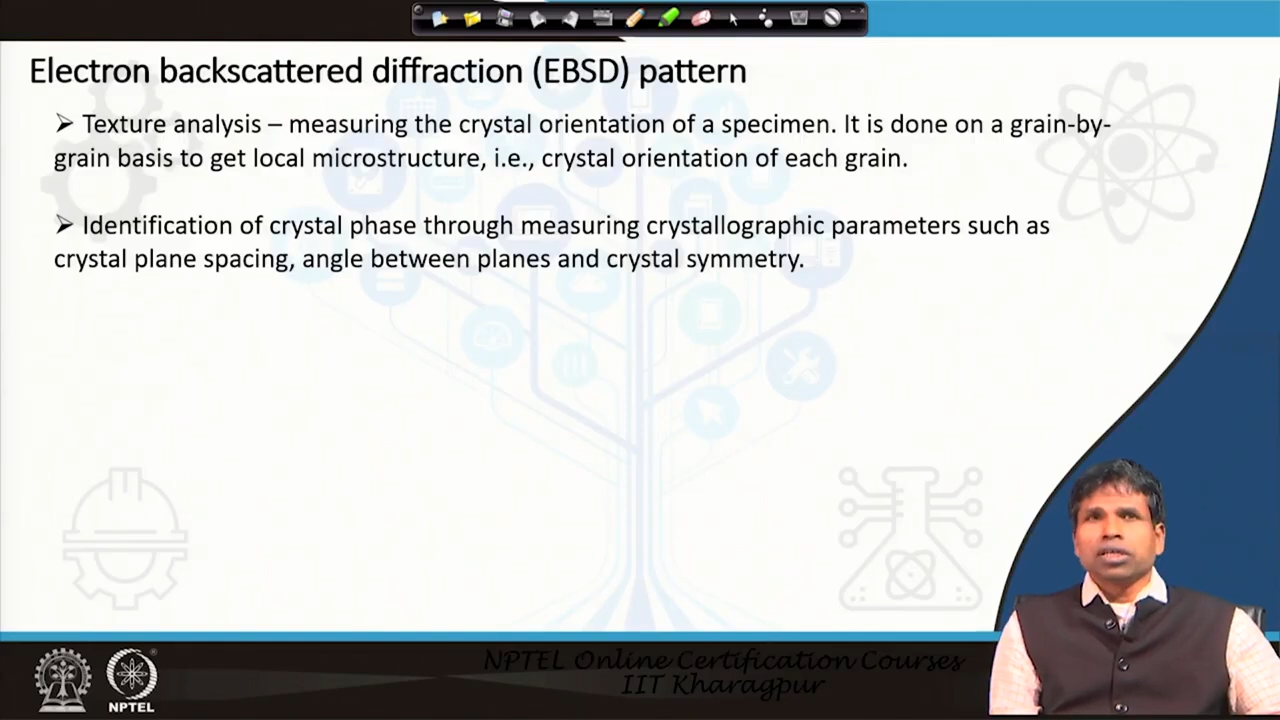 Electron backscattered diffraction (EBSD) pattern
➢ Texture analysis – measuring the crystal orientation of a specimen. It is done on a grain-by-
grain basis to get local microstructure, i.e., crystal orientation of each grain.
➢ Identification of crystal phase through measuring crystallographic parameters such as
crystal plane spacing, angle between planes and crystal symmetry.
NPTEL Online Certification Courses
IIT Kharagpur
NPTEL